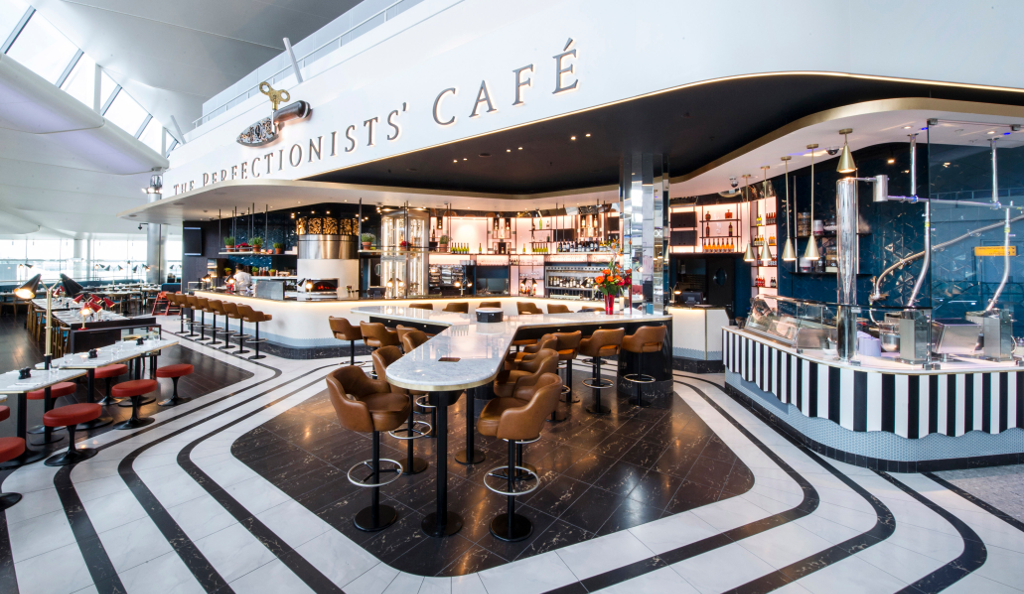 THE PERFECTIONISTS' CAFÉ